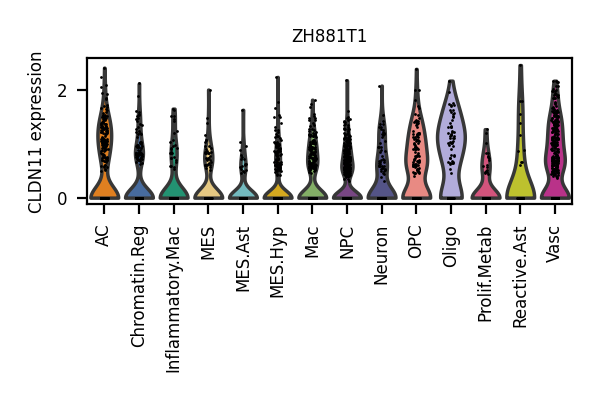 ZH881T1
CLDN11 expression
2
0
AC
Chromatin.Reg
Inflammatory.Mac
MES
MES.Ast
MES.Hyp
Mac
NPC
Neuron
OPC
Oligo
Prolif.Metab
Reactive.Ast
Vasc